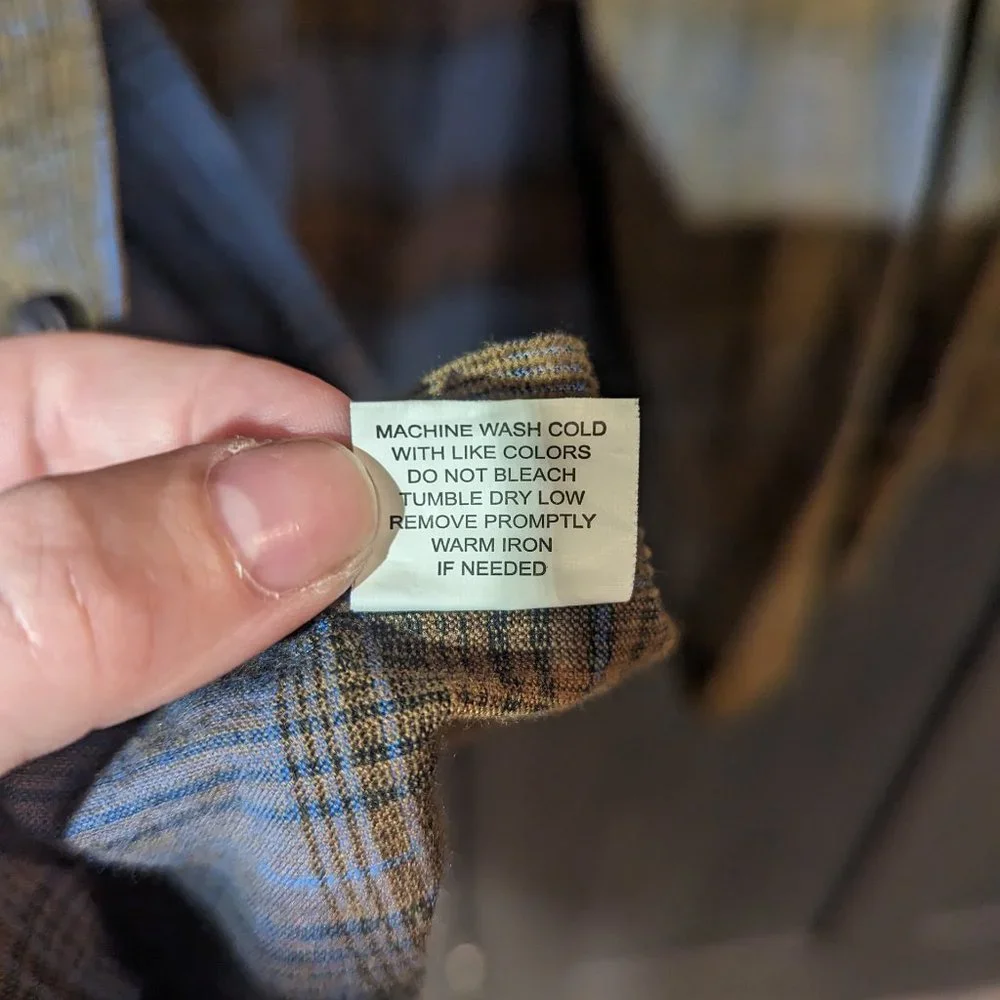 MACHINE WASH COLD
WITH LIKE COLORS
DO NOT BLEACH
TUMBLE DRY LOW
REMOVE PROMPTLY
WARM IRON
IF NEEDED